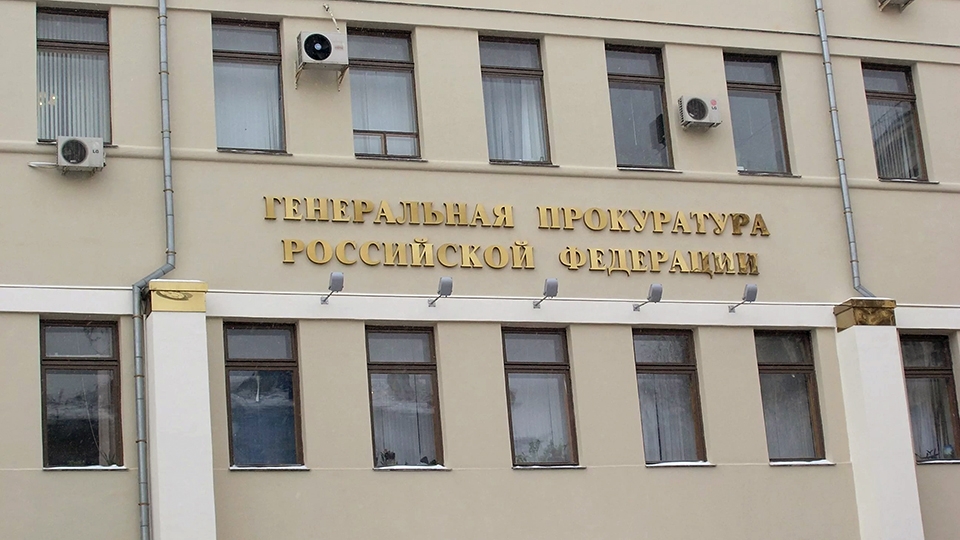 ГЕНЕРАЛЬНАЯ ПРОКУРАТУРА
РОССИЙСКОЙ ФЕДЕРАЦИИ